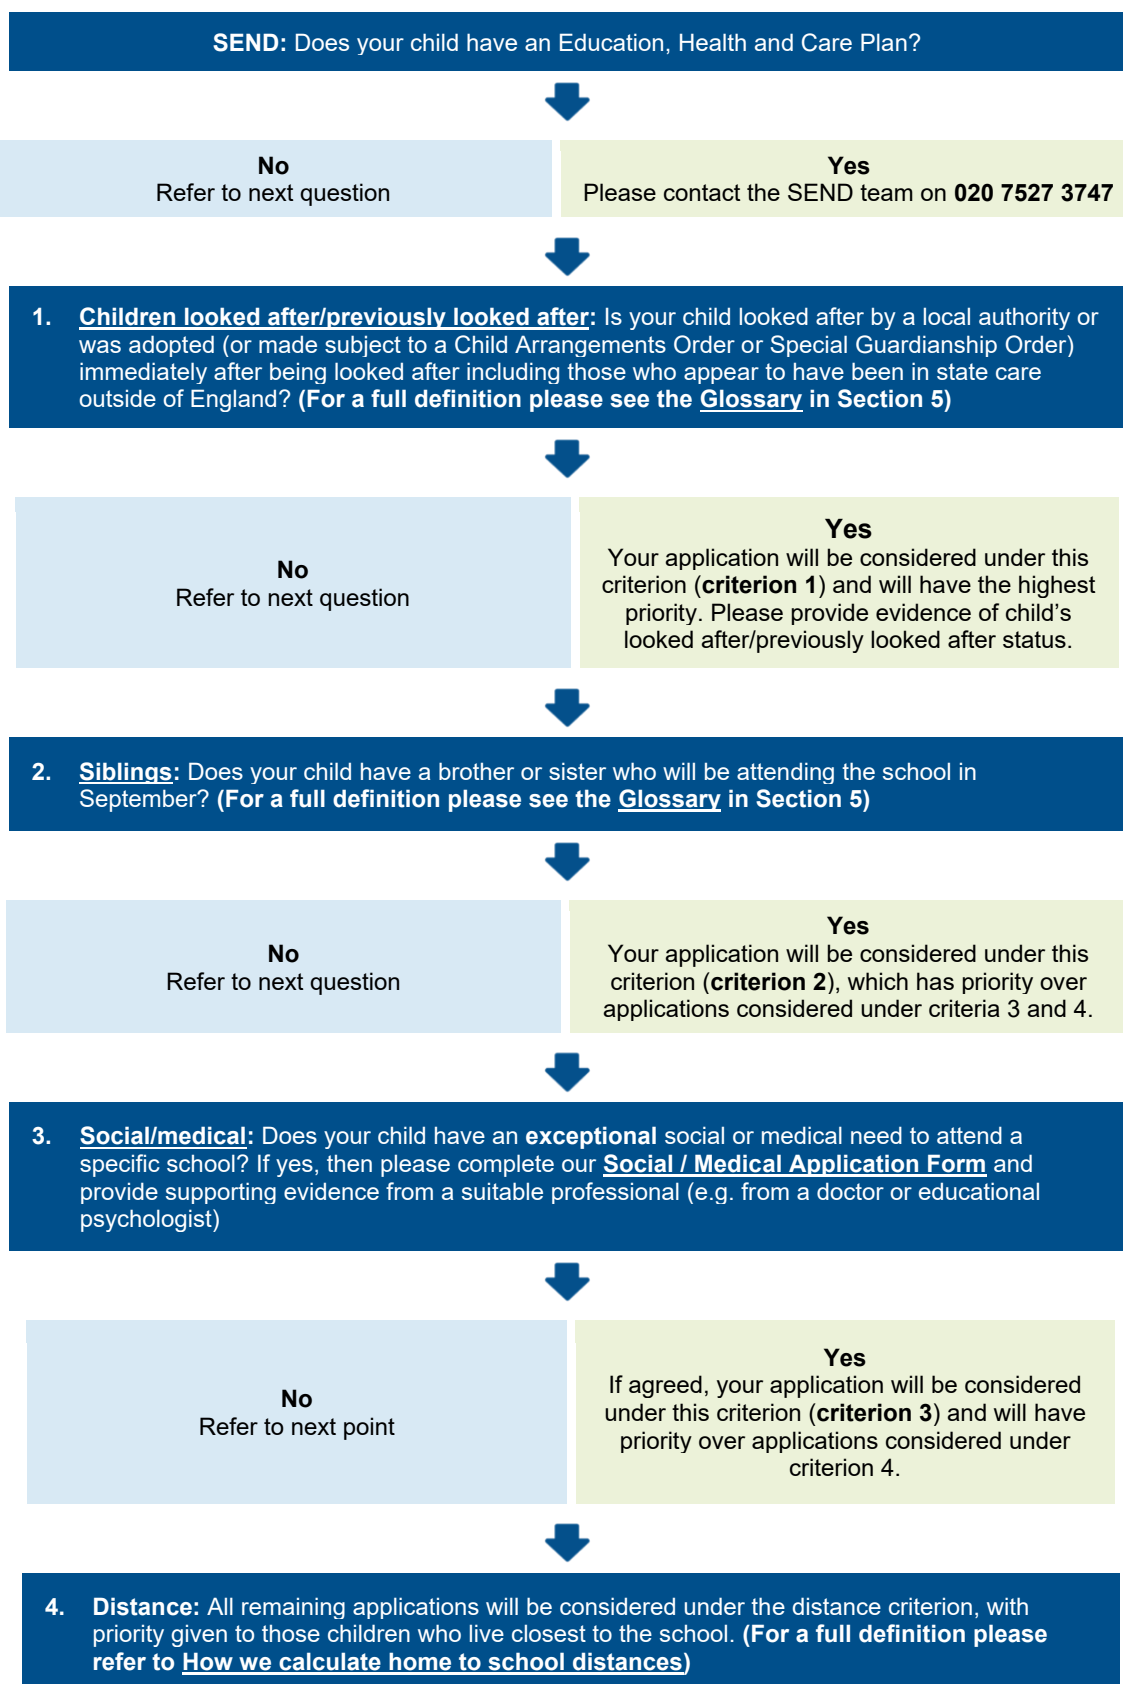 SEND: Does your child have an Education, Health and Care Plan?
No
Refer to next question
Yes
Please contact the SEND team on 020 7527 3747
1. Children looked after/previously looked after: Is your child looked after by a local authority or
was adopted (or made subject to a Child Arrangements Order or Special Guardianship Order)
immediately after being looked after including those who appear to have been in state care
outside of England? (For a full definition please see the Glossary in Section 5)
No
Refer to next question
Yes
Your application will be considered under this
criterion (criterion 1) and will have the highest
priority. Please provide evidence of child's
looked after/previously looked after status.
2. Siblings: Does your child have a brother or sister who will be attending the school in
September? (For a full definition please see the Glossary in Section 5)
No
Refer to next question
Yes
Your application will be considered under this
criterion (criterion 2), which has priority over
applications considered under criteria 3 and 4.
3. Social/medical: Does your child have an exceptional social or medical need to attend a
specific school? If yes, then please complete our Social / Medical Application Form and
provide supporting evidence from a suitable professional (e.g. from a doctor or educational
psychologist)
No
Refer to next point
Yes
If agreed, your application will be considered
under this criterion (criterion 3) and will have
priority over applications considered under
criterion 4.
4. Distance: All remaining applications will be considered under the distance criterion, with
priority given to those children who live closest to the school. (For a full definition please
refer to How we calculate home to school distances)